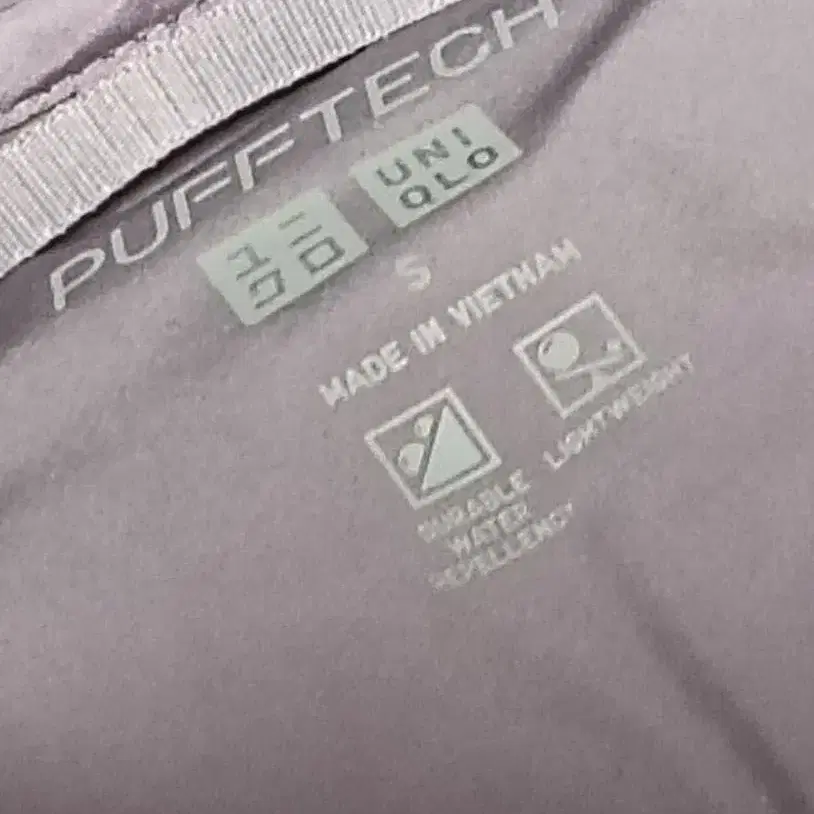 PUFFTECH
ユニ
クロ
UNI
QLO
S
MADE IN VIETNAM
LIGHTWEIGHT
DURABLE
WATER
REPELLENCY